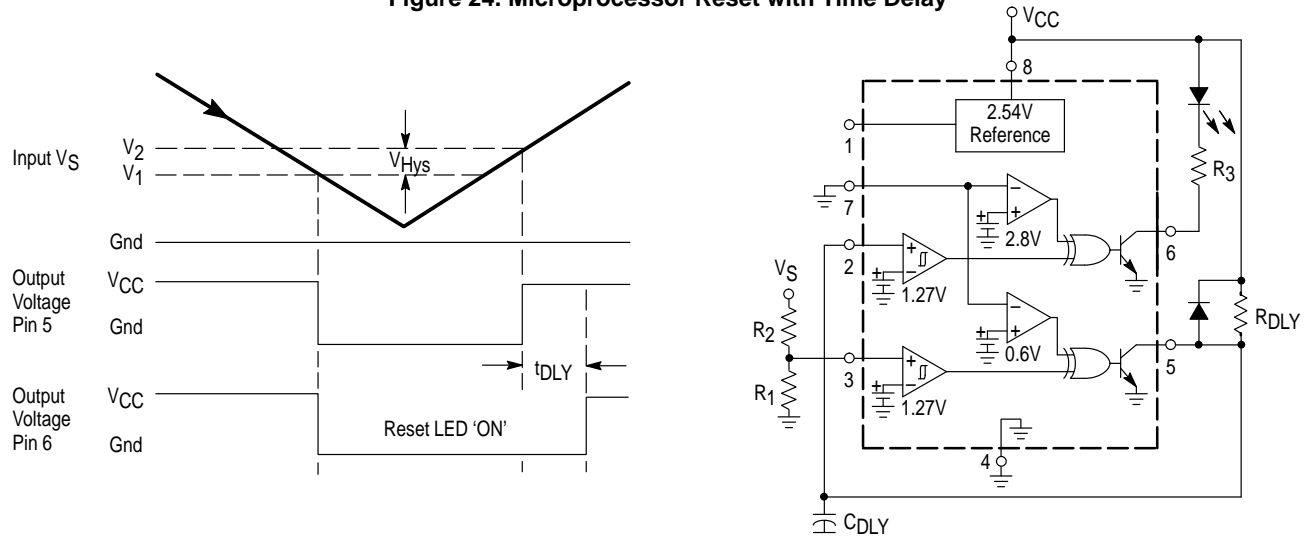 Figure 24. Microprocessor Reset with Time Delay
Input VS
V2
V1
VHys
Gnd
Output
Voltage
Pin 5
VCC
Gnd
tDLY
Output
Voltage
Pin 6
VCC
Gnd
Reset LED 'ON'
VCC
8
2.54V
Reference
1
R3
7
2.8V
6
2
1.27V
VS
R2
RDLY
0.6V
5
3
R1
1.27V
4
CDLY